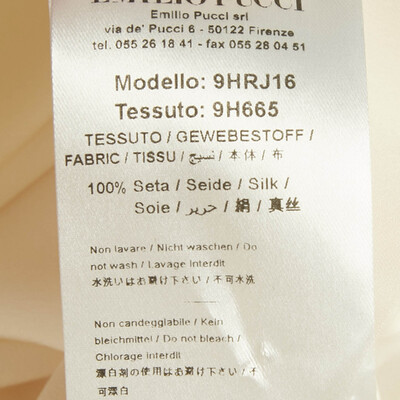 EMILIO PUCCI
Emilio Pucci srl
via de' Pucci 6 - 50122 Firenze
tel. 055 26 18 41 - fax 055 28 04 51
Modello: 9HRJ16
Tessuto: 9H665
TESSUTO / GEWEBESTOFF /
FABRIC / TISSU / نسيج / 本体 / 布
100% Seta / Seide / Silk /
Soie / حرير / 絹 / 真丝
Non lavare / Nicht waschen / Do
not wash / Lavage interdit
水洗いはお避け下さい / 不可水洗
Non candeggiabile / Kein
bleichmittel / Do not bleach /
Chlorage interdit
漂白剤の使用はお避け下さい / 不
可漂白